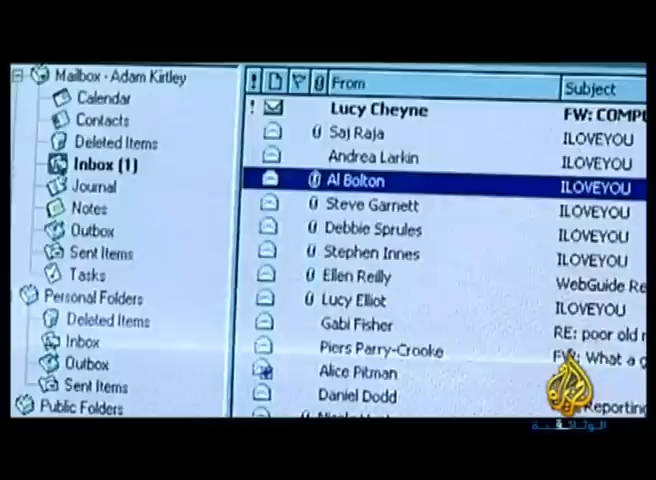 Mailbox - Adam Kirtley
Calendar
Contacts
Deleted Items
Inbox (1)
Journal
Notes
Outbox
Sent Items
Tasks
Personal Folders
Deleted Items
Inbox
Outbox
Sent Items
Public Folders
! From Subject
! Lucy Cheyne FW: COMPU
Saj Raja ILOVEYOU
Andrea Larkin ILOVEYOU
Al Bolton ILOVEYOU
Steve Garnett ILOVEYOU
Debbie Sprules ILOVEYOU
Stephen Innes ILOVEYOU
Ellen Reilly WebGuide Re
Lucy Elliot ILOVEYOU
Gabi Fisher RE: poor old r
Piers Parry-Crooke FW: What a g
Alice Pitman
Daniel Dodd Reporting
الوثائقية